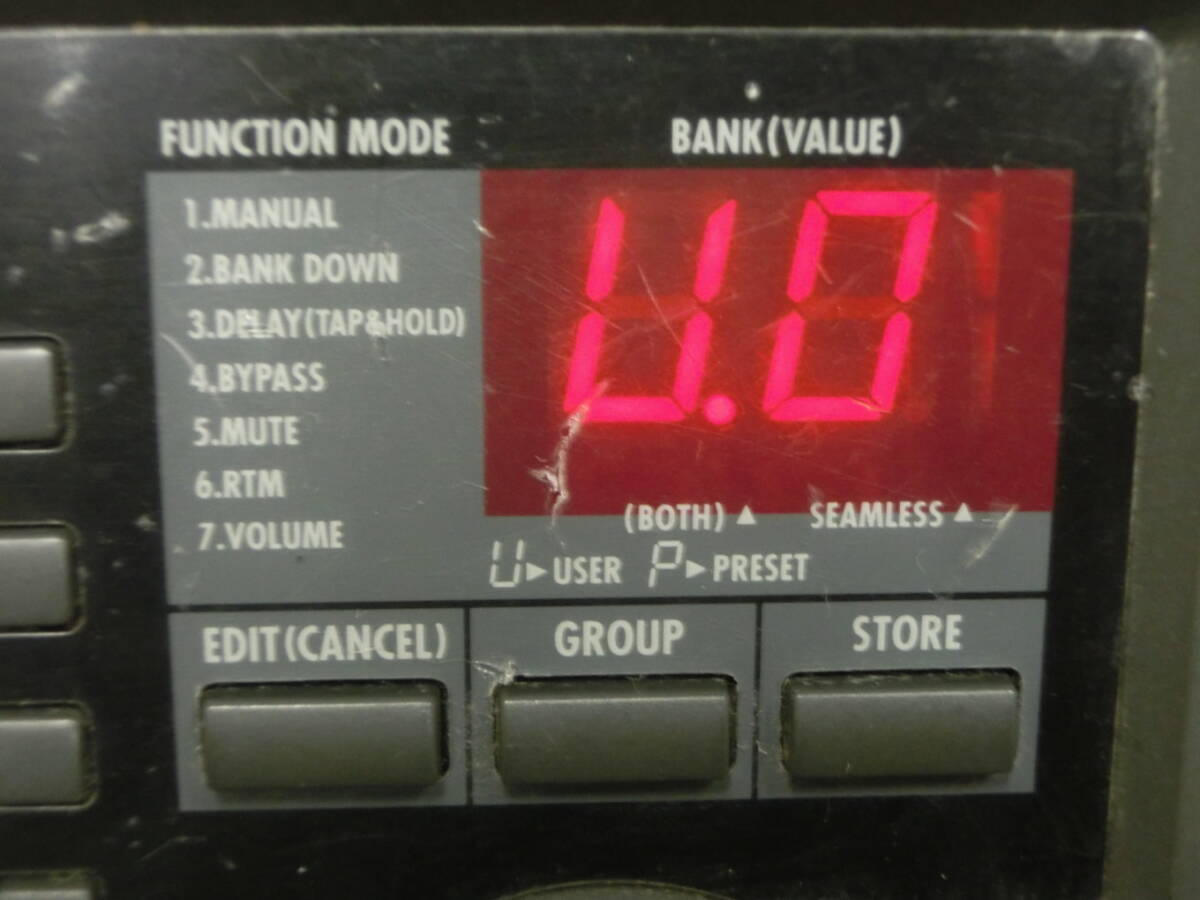 FUNCTION MODE
BANK(VALUE)
1.MANUAL
2.BANK DOWN
3.DELAY(TAP&HOLD)
4.BYPASS
5.MUTE
6.RTM
7.VOLUME
U.0
(BOTH) ▲ SEAMLESS ▲
U ► USER P ► PRESET
EDIT(CANCEL)
GROUP
STORE